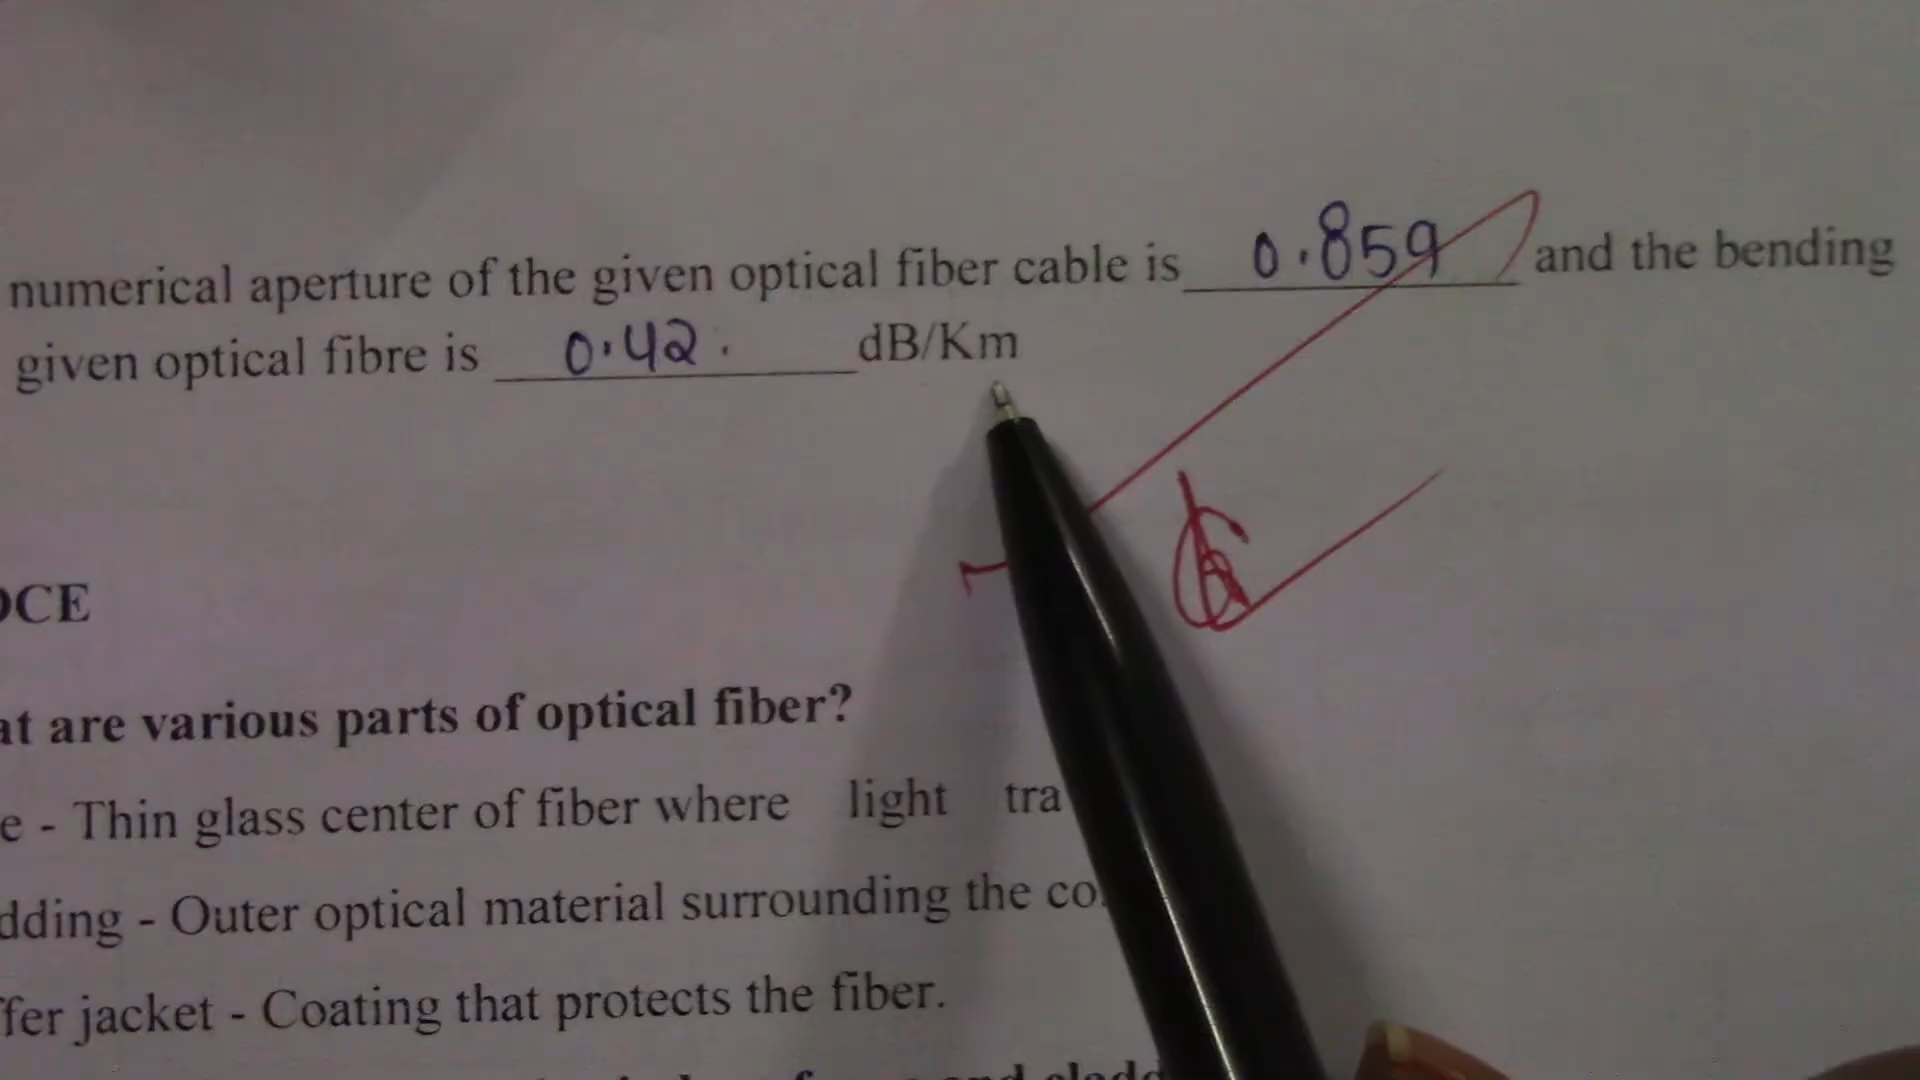 numerical aperture of the given optical fiber cable is 0.859 and the bending
given optical fibre is 0.42. dB/Km
OCE
at are various parts of optical fiber?
e - Thin glass center of fiber where light tra
dding - Outer optical material surrounding the co
ffer jacket - Coating that protects the fiber.